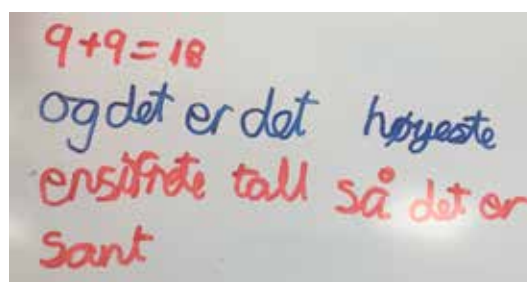 9+9=18
og det er det høyeste
ensifrete tall så det er
sant